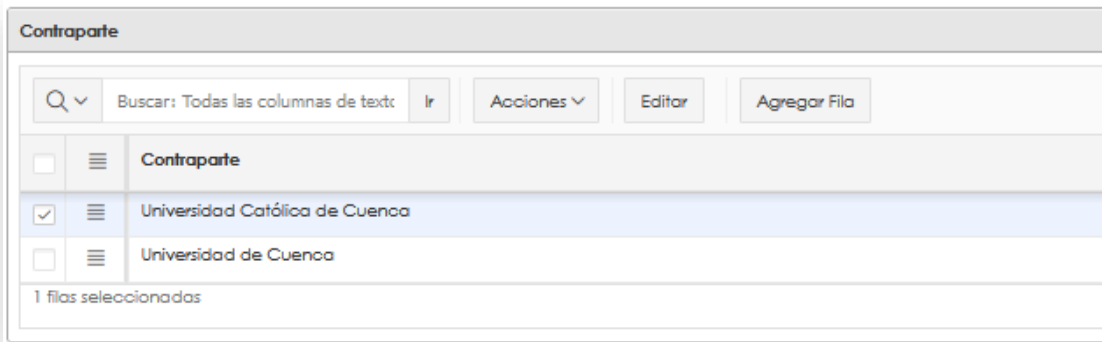 Contraparte
Buscar: Todas las columnas de texto Ir Acciones Editar Agregar Fila
Contraparte
Universidad Católica de Cuenca
Universidad de Cuenca
1 filas seleccionadas